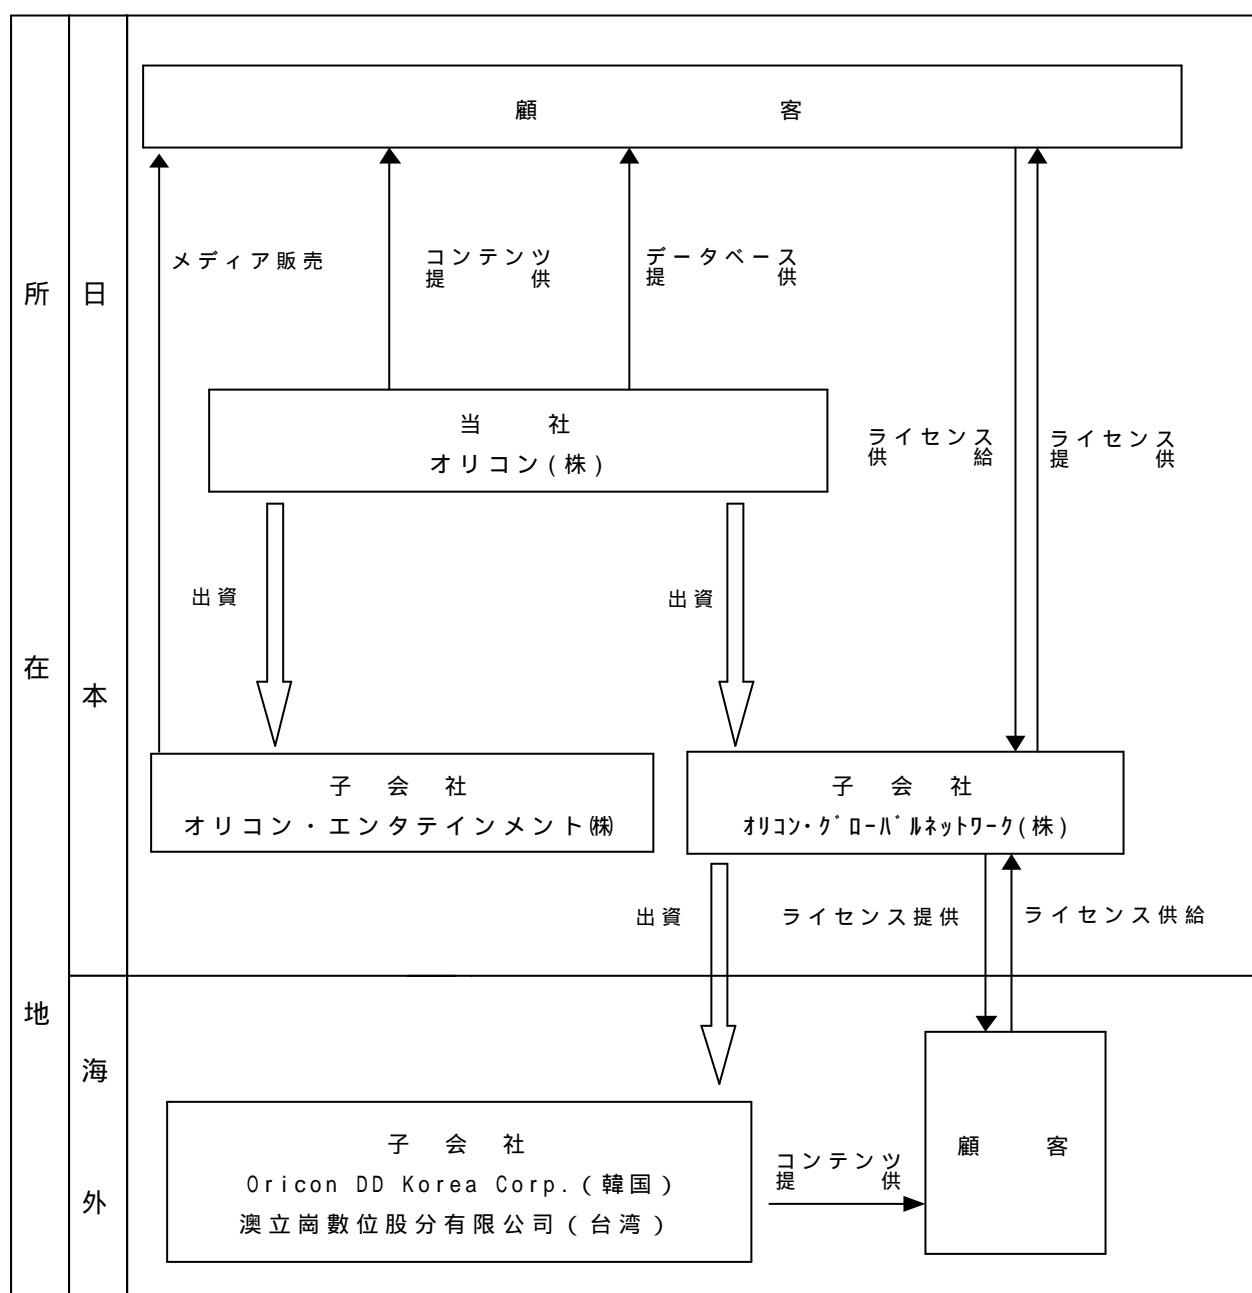 顧客
メディア販売
コンテンツ
提供
データベース
提供
所在地
日本
当社
オリコン(株)
ライセンス
供給
ライセンス
提供
出資
出資
子会社
オリコン・エンタテインメント㈱
子会社
ｵﾘｺﾝ・ｸﾞﾛｰﾊﾞﾙﾈｯﾄﾜｰｸ(株)
出資
ライセンス提供
ライセンス供給
海外
子会社
Oricon DD Korea Corp.(韓国)
澳立崗數位股分有限公司(台湾)
コンテンツ
提供
顧客